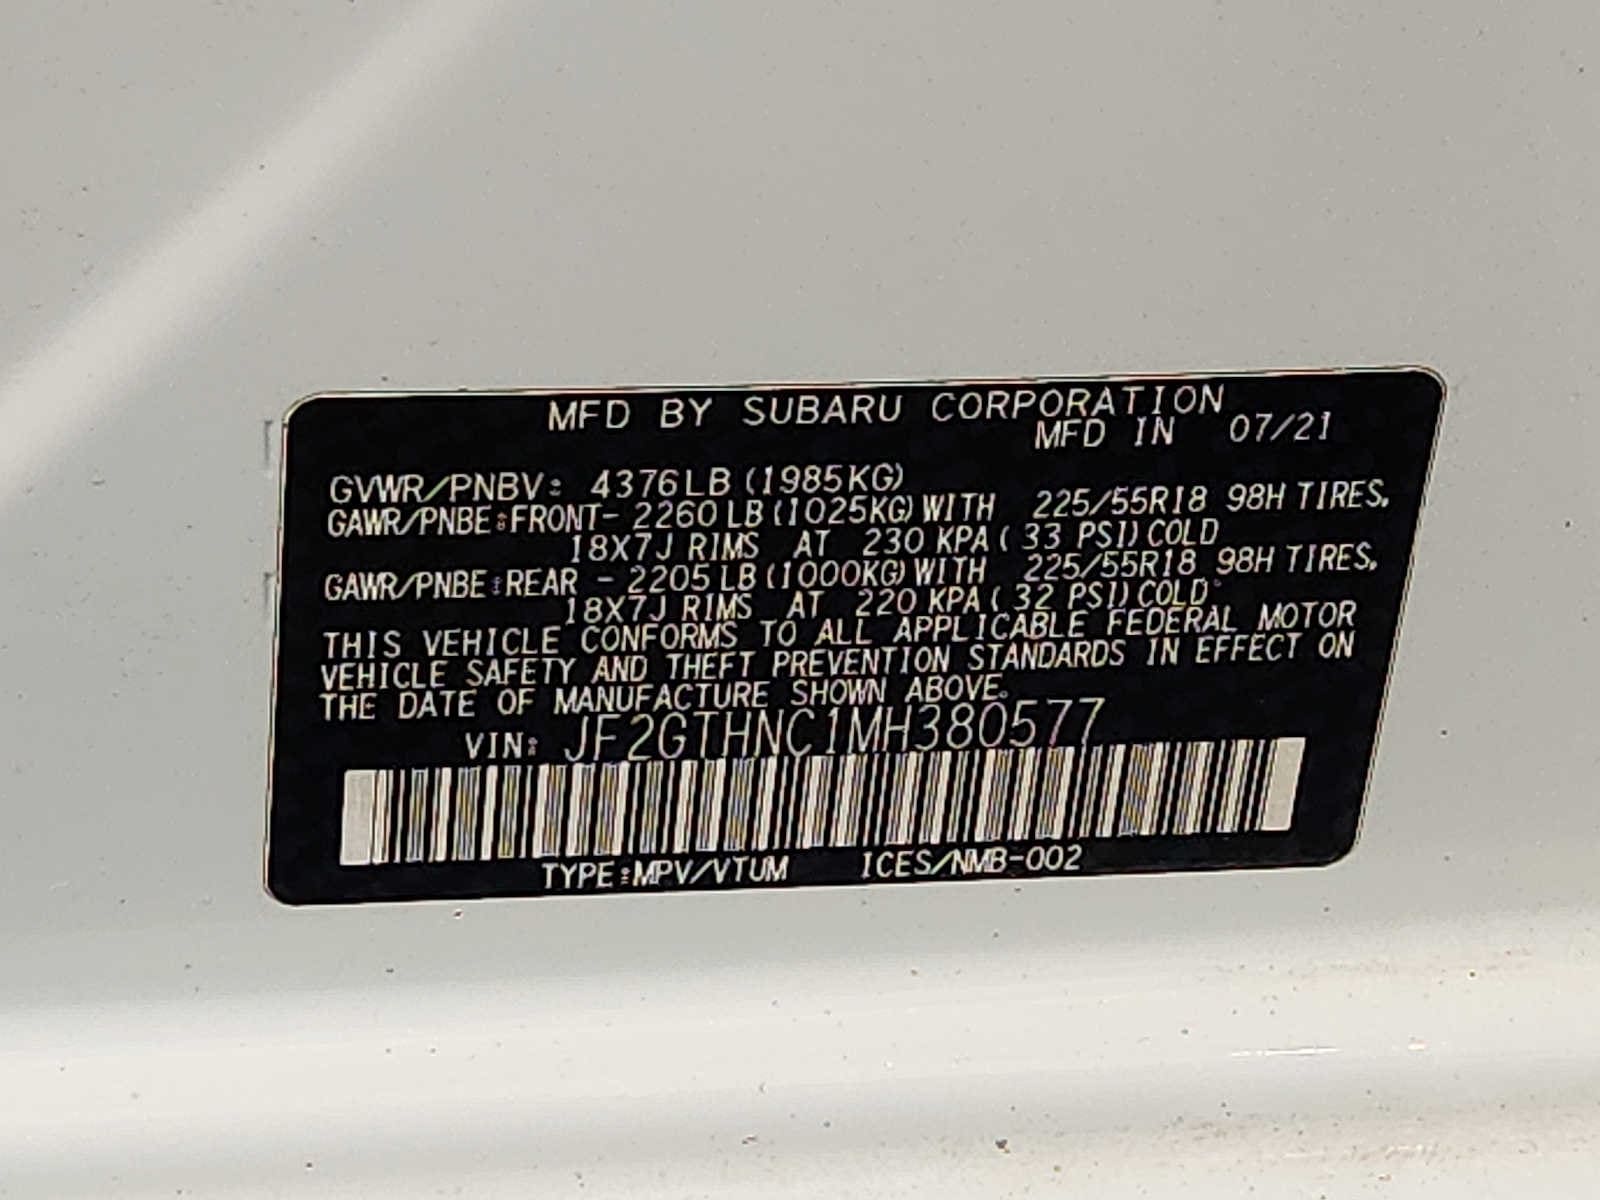 MFD BY SUBARU CORPORATION
MFD IN 07/21
GVWR/PNBV: 4376LB (1985KG)
GAWR/PNBE:FRONT- 2260 LB (1025KG) WITH 225/55R18 98H TIRES,
18X7J RIMS AT 230 KPA ( 33 PSI) COLD
GAWR/PNBE:REAR - 2205 LB (1000KG) WITH 225/55R18 98H TIRES,
18X7J RIMS AT 220 KPA ( 32 PSI) COLD
THIS VEHICLE CONFORMS TO ALL APPLICABLE FEDERAL MOTOR
VEHICLE SAFETY AND THEFT PREVENTION STANDARDS IN EFFECT ON
THE DATE OF MANUFACTURE SHOWN ABOVE.
VIN: JF2GTHNC1MH380577
TYPE:MPV/VTUM ICES/NMB-002